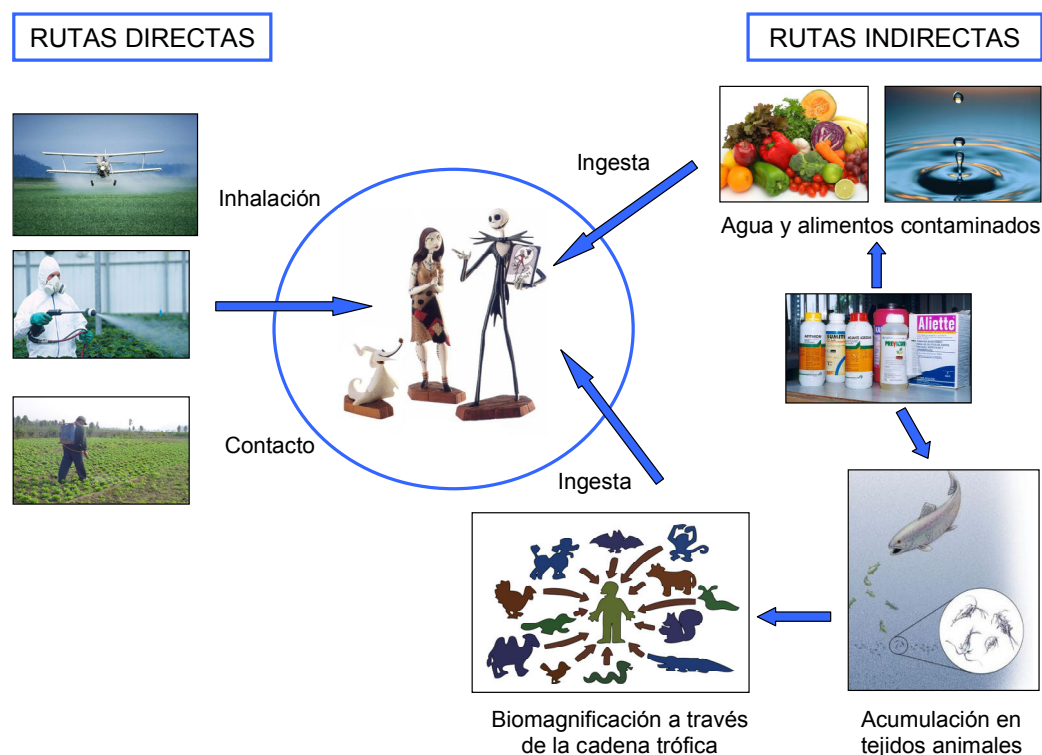 RUTAS DIRECTAS
RUTAS INDIRECTAS
Inhalación
Ingesta
Agua y alimentos contaminados
Aliette
PREVICUR
Contacto
Ingesta
Biomagnificación a través
de la cadena trófica
Acumulación en
tejidos animales